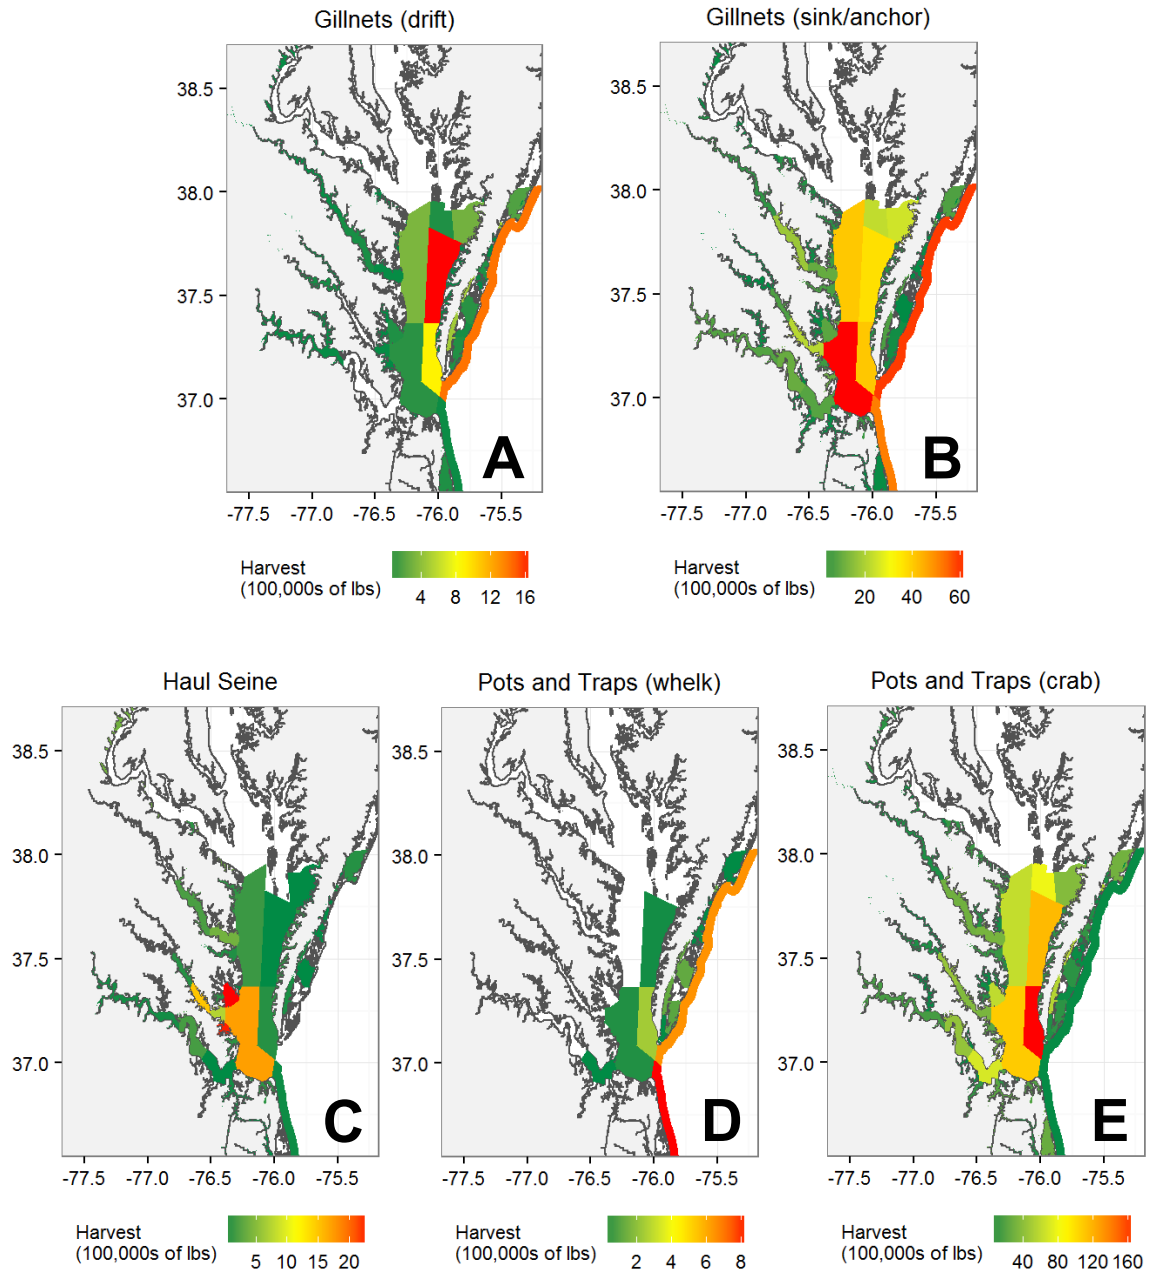 Gillnets (drift)
Gillnets (sink/anchor)
38.5
38.0
37.5
37.0
A
-77.5 -77.0 -76.5 -76.0 -75.5
Harvest
(100,000s of lbs)
4 8 12 16
38.5
38.0
37.5
37.0
B
-77.5 -77.0 -76.5 -76.0 -75.5
Harvest
(100,000s of lbs)
20 40 60
Haul Seine
Pots and Traps (whelk)
Pots and Traps (crab)
38.5
38.0
37.5
37.0
C
-77.5 -77.0 -76.5 -76.0 -75.5
Harvest
(100,000s of lbs)
5 10 15 20
38.5
38.0
37.5
37.0
D
-77.5 -77.0 -76.5 -76.0 -75.5
Harvest
(100,000s of lbs)
2 4 6 8
38.5
38.0
37.5
37.0
E
-77.5 -77.0 -76.5 -76.0 -75.5
Harvest
(100,000s of lbs)
40 80 120 160